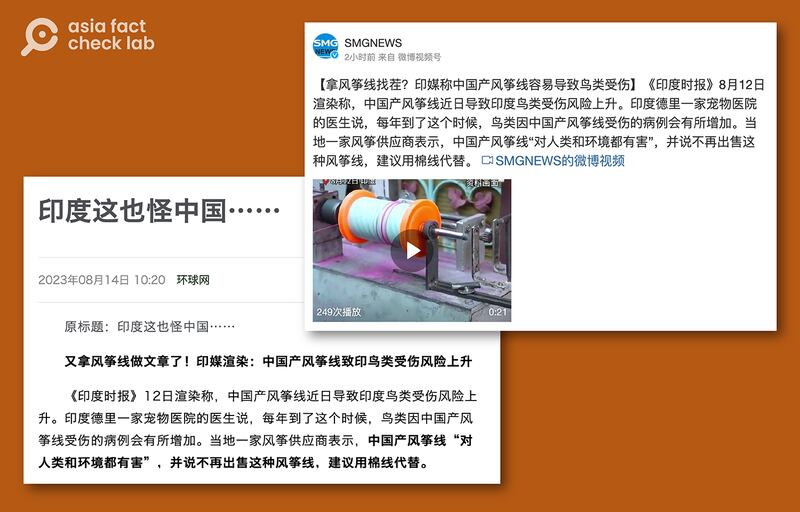 asia fact
check lab
SMG
NEWS
SMGNEWS
2小时前 来自 微博视频号
【拿风筝线找茬？印媒称中国产风筝线容易导致鸟类受伤】《印度时报》8月12日
渲染称，中国产风筝线近日导致印度鸟类受伤风险上升。印度德里一家宠物医院
的医生说，每年到了这个时候，鸟类因中国产风筝线受伤的病例会有所增加。当
地一家风筝供应商表示，中国产风筝线“对人类和环境都有害”，并说不再出售这
种风筝线，建议用棉线代替。 SMGNEWS的微博视频
资料画面
249次播放
0:21
印度这也怪中国……
2023年08月14日 10:20 环球网
原标题：印度这也怪中国……
又拿风筝线做文章了！印媒渲染：中国产风筝线致印鸟类受伤风险上升
《印度时报》12日渲染称，中国产风筝线近日导致印度鸟类受伤风险上
升。印度德里一家宠物医院的医生说，每年到了这个时候，鸟类因中国产风
筝线受伤的病例会有所增加。当地一家风筝供应商表示，中国产风筝线“对
人类和环境都有害”，并说不再出售这种风筝线，建议用棉线代替。